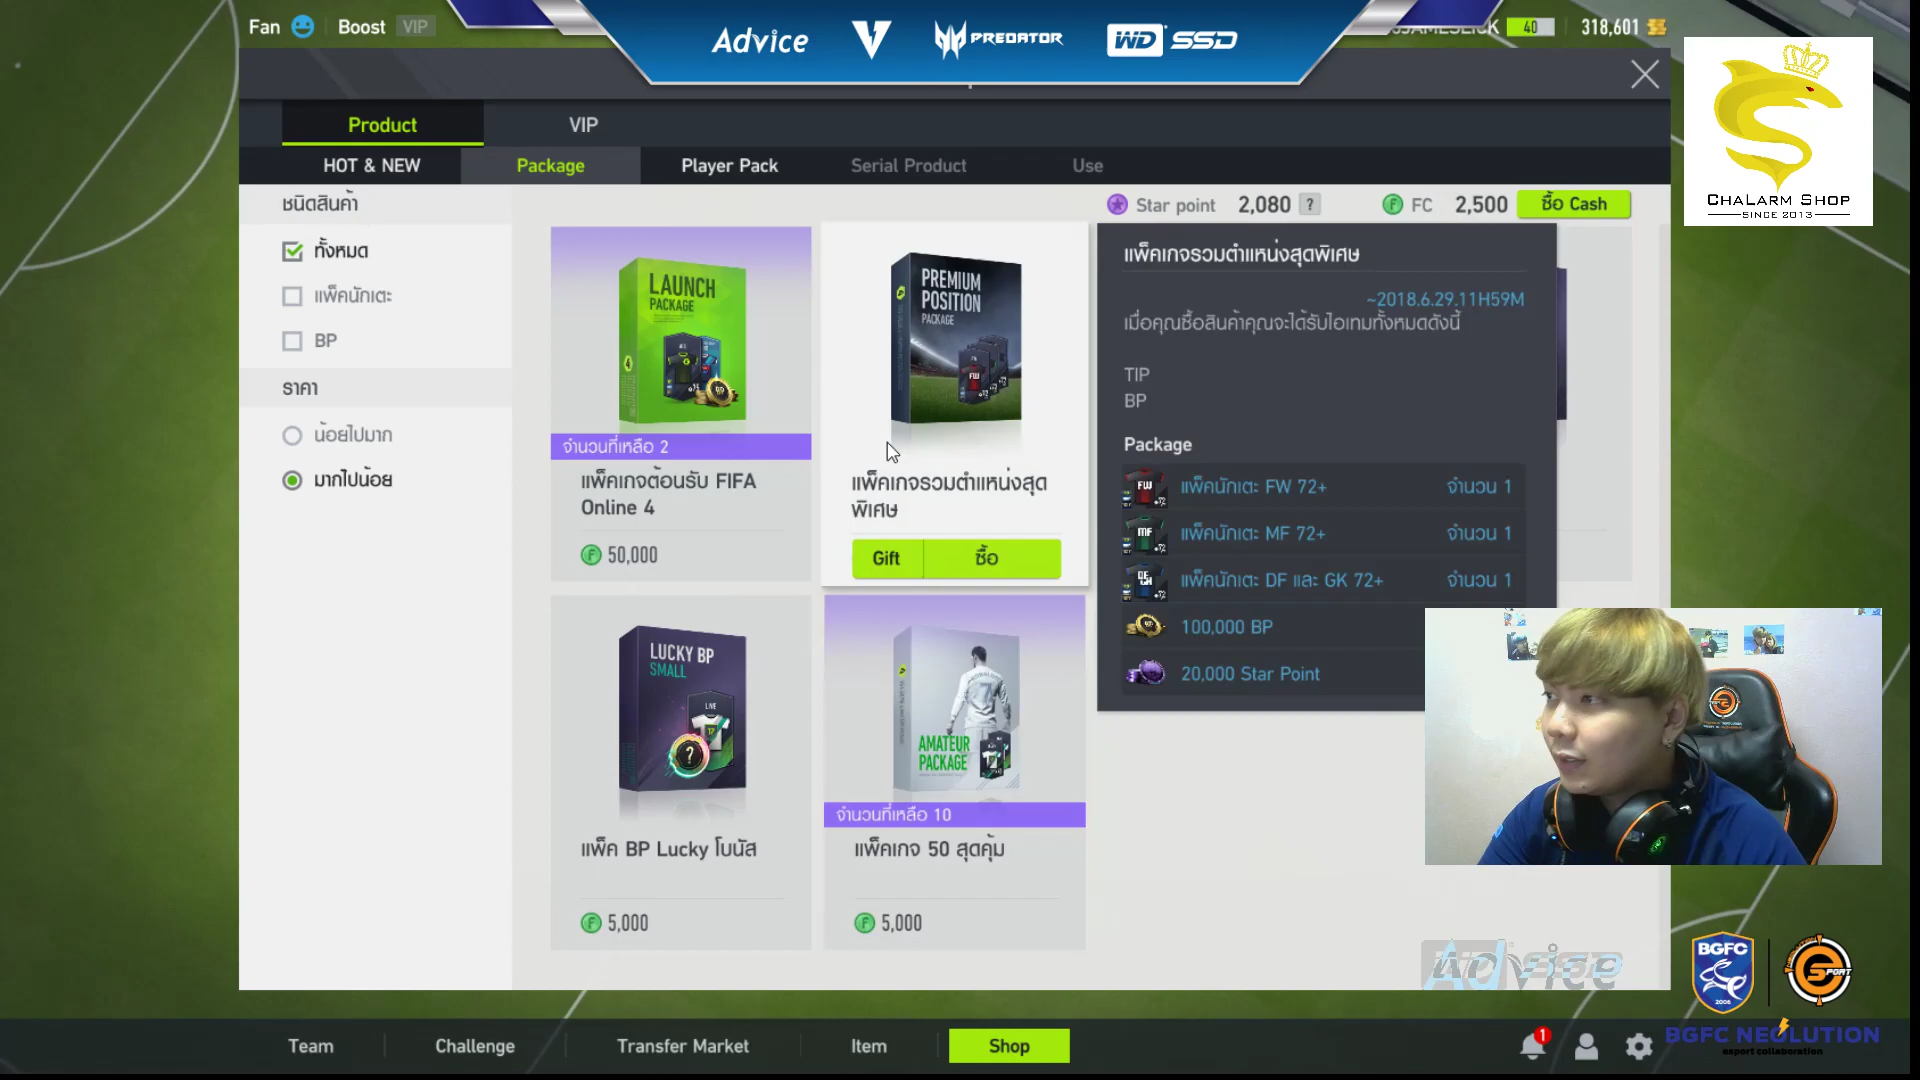 Fan Boost VIP
Advice PREDATOR WD SSD
40 318,601
Product VIP
HOT & NEW Package Player Pack Serial Product Use
CHALARM SHOP
SINCE 2013
ชนิดสินค้า
ทั้งหมด
แพ็คนักเตะ
BP
ราคา
น้อยไปมาก
มากไปน้อย
Star point 2,080 ? FC 2,500 ซื้อ Cash
LAUNCH
PACKAGE
จำนวนที่เหลือ 2
แพ็คเกจต้อนรับ FIFA
Online 4
50,000
PREMIUM
POSITION
PACKAGE
FW
แพ็คเกจรวมตำแหน่งสุด
พิเศษ
Gift ซื้อ
แพ็คเกจรวมตำแหน่งสุดพิเศษ
~2018.6.29.11H59M
เมื่อคุณซื้อสินค้าคุณจะได้รับไอเทมทั้งหมดดังนี้
TIP
BP
Package
FW แพ็คนักเตะ FW 72+ จำนวน 1
MF แพ็คนักเตะ MF 72+ จำนวน 1
แพ็คนักเตะ DF และ GK 72+ จำนวน 1
100,000 BP
20,000 Star Point
LUCKY BP
SMALL
LIVE
?
แพ็ค BP Lucky โบนัส
5,000
AMATEUR
PACKAGE
จำนวนที่เหลือ 10
แพ็คเกจ 50 สุดคุ้ม
5,000
Advice
BGFC
2006
SPORT
BGFC NEOLUTION
esport collaboration
Team Challenge Transfer Market Item Shop
1